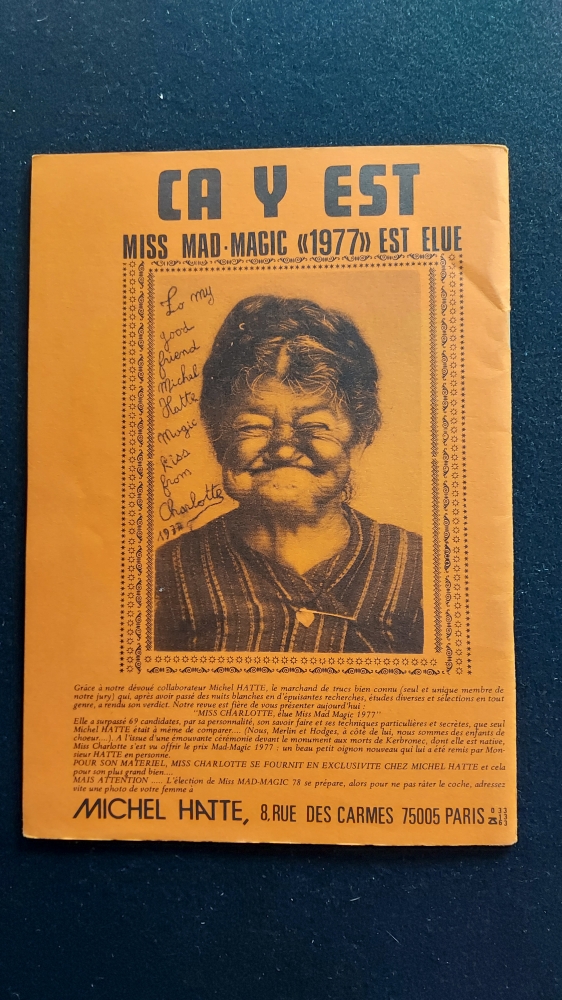 CA Y EST
MISS MAD-MAGIC «1977» EST ELUE
To my
good
friend
Michel
Hatte
Magic
kiss
from
Charlotte
1977
Grâce à notre dévoué collaborateur Michel HATTE, le marchand de trucs bien connu (seul et unique membre de
notre jury) qui, après avoir passé des nuits blanches en d'épuisantes recherches, études diverses et sélections en tout
genre, a rendu son verdict. Notre revue est fière de vous présenter aujourd'hui :
"MISS CHARLOTTE, élue Miss Mad Magic 1977"
Elle a surpassé 69 candidates, par sa personnalité, son savoir faire et ses techniques particulières et secrètes, que seul
Michel HATTE était à même de comparer.... (Nous, Merlin et Hodges, à côté de lui, nous sommes des enfants de
choeur....). A l'issue d'une émouvante cérémonie devant le monument aux morts de Kerbronec, dont elle est native,
Miss Charlotte s'est vu offrir le prix Mad-Magic 1977 : un beau petit oignon nouveau qui lui a été remis par Mon-
sieur HATTE en personne.
POUR SON MATERIEL, MISS CHARLOTTE SE FOURNIT EN EXCLUSIVITE CHEZ MICHEL HATTE et cela
pour son plus grand bien....
MAIS ATTENTION ..... L'élection de Miss MAD-MAGIC 78 se prépare, alors pour ne pas râter le coche, adressez
vite une photo de votre femme à
MICHEL HATTE, 8, RUE DES CARMES 75005 PARIS